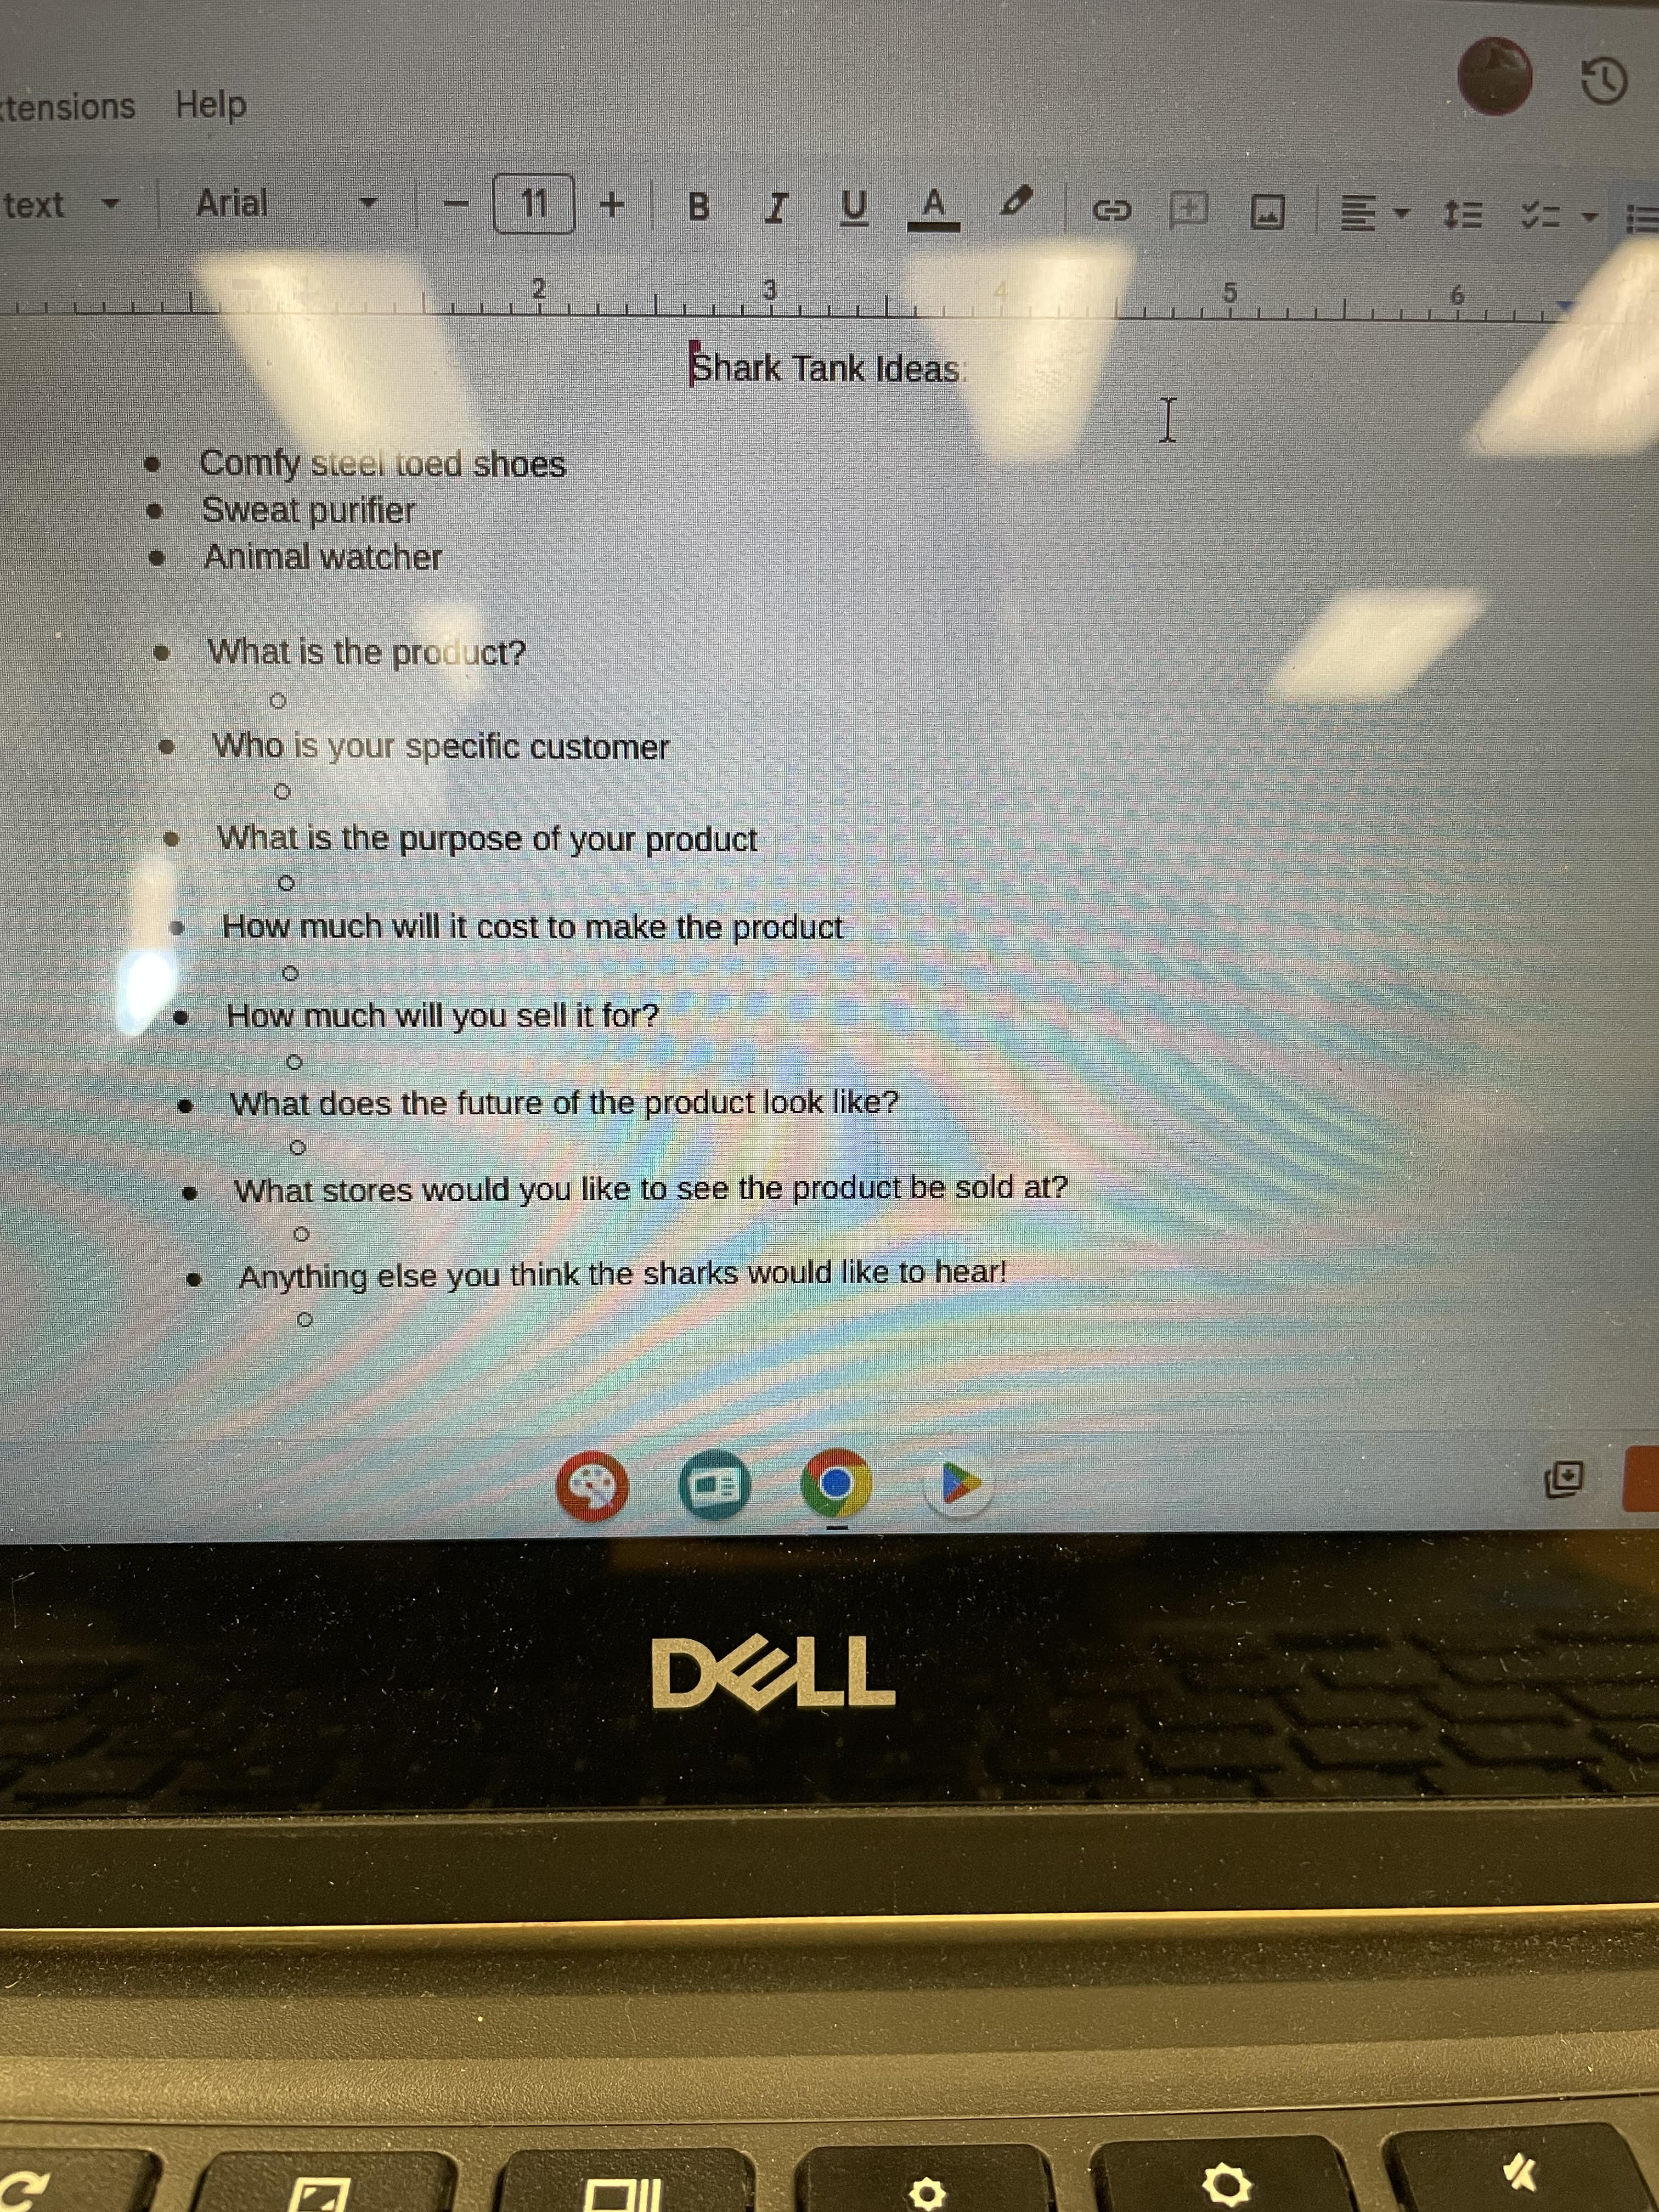 Extensions Help
text Arial 11 B I U A
2 3 4 5 6
Shark Tank Ideas:
Comfy steel toed shoes
Sweat purifier
Animal watcher
What is the product?
Who is your specific customer
What is the purpose of your product
How much will it cost to make the product
How much will you sell it for?
What does the future of the product look like?
What stores would you like to see the product be sold at?
Anything else you think the sharks would like to hear!
DELL